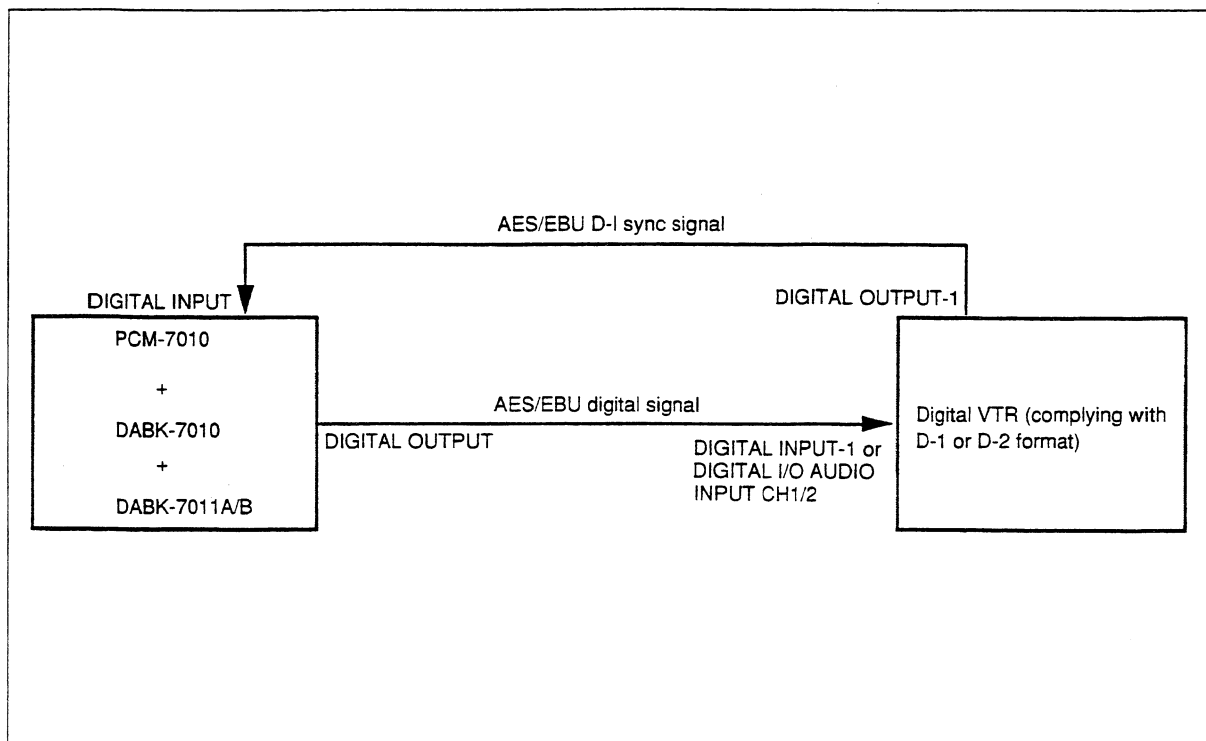 AES/EBU D-I sync signal
DIGITAL INPUT
DIGITAL OUTPUT-1
PCM-7010
+
DABK-7010
+
DABK-7011A/B
AES/EBU digital signal
DIGITAL OUTPUT
DIGITAL INPUT-1 or
DIGITAL I/O AUDIO
INPUT CH1/2
Digital VTR (complying with
D-1 or D-2 format)